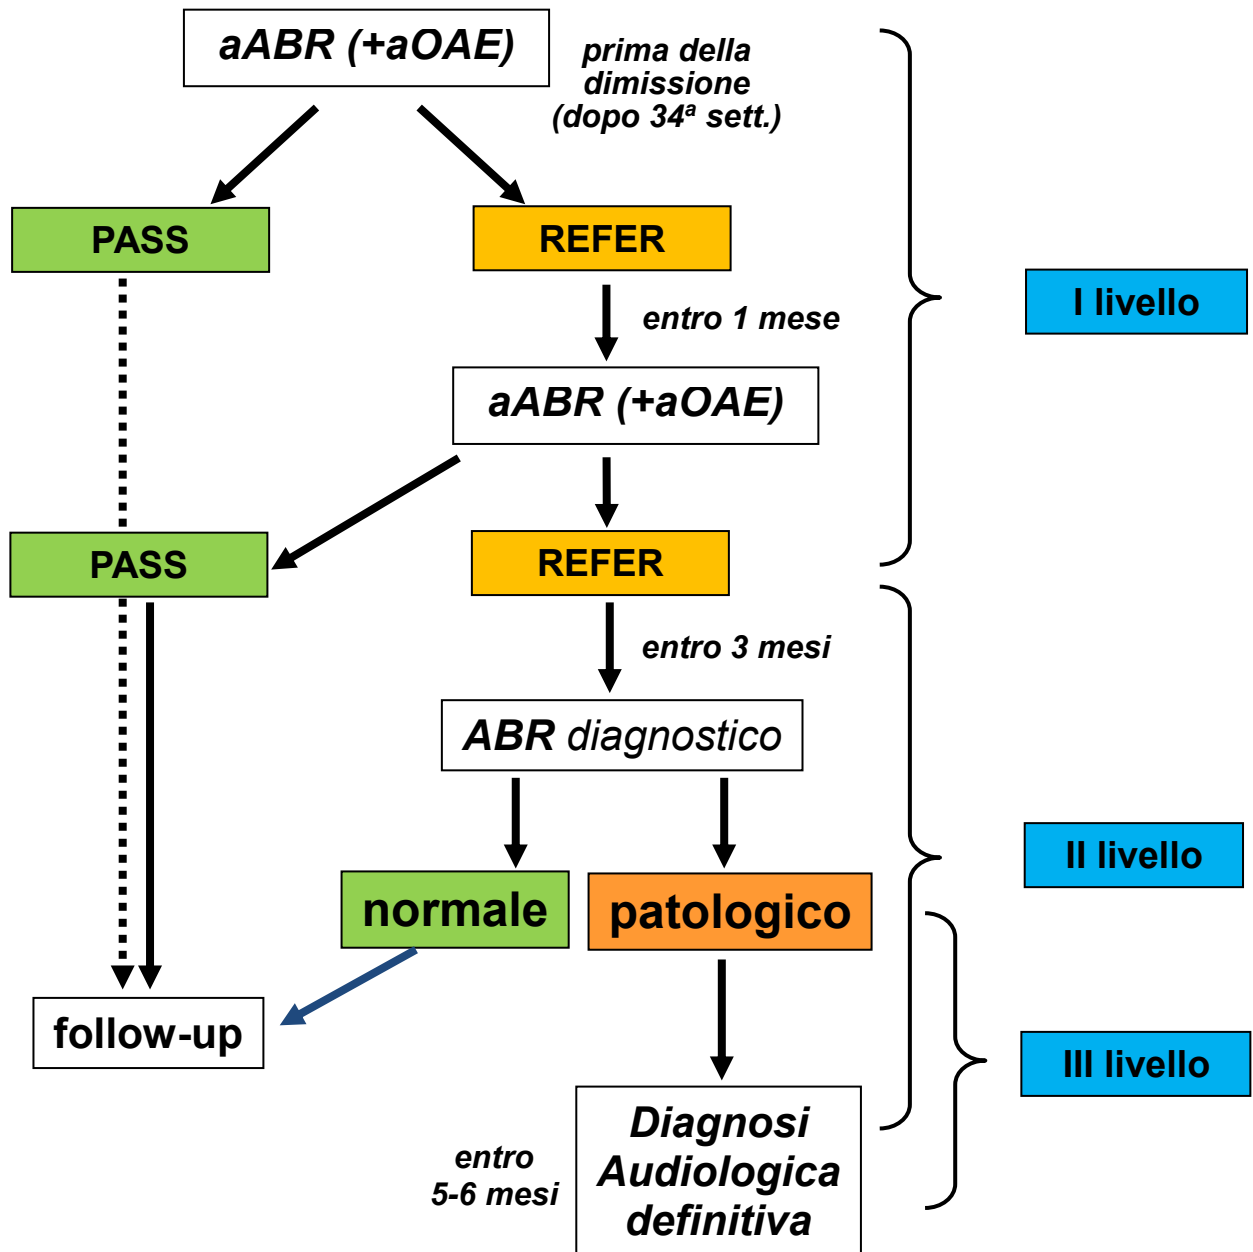 aABR (+aOAE)
prima della
dimissione
(dopo 34ª sett.)
PASS
REFER
I livello
entro 1 mese
aABR (+aOAE)
PASS
REFER
entro 3 mesi
ABR diagnostico
II livello
normale
patologico
follow-up
III livello
entro
5-6 mesi
Diagnosi
Audiologica
definitiva